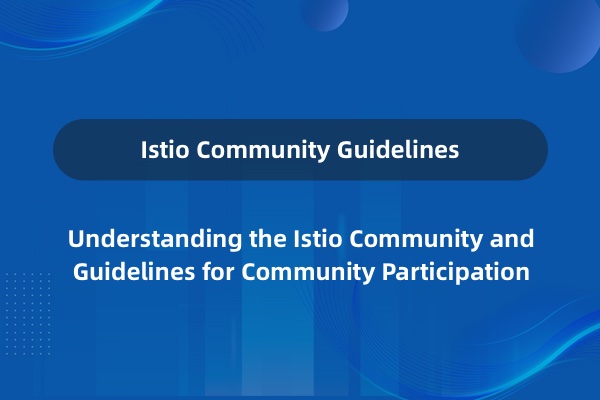 Istio Community Guidelines
Understanding the Istio Community and
Guidelines for Community Participation